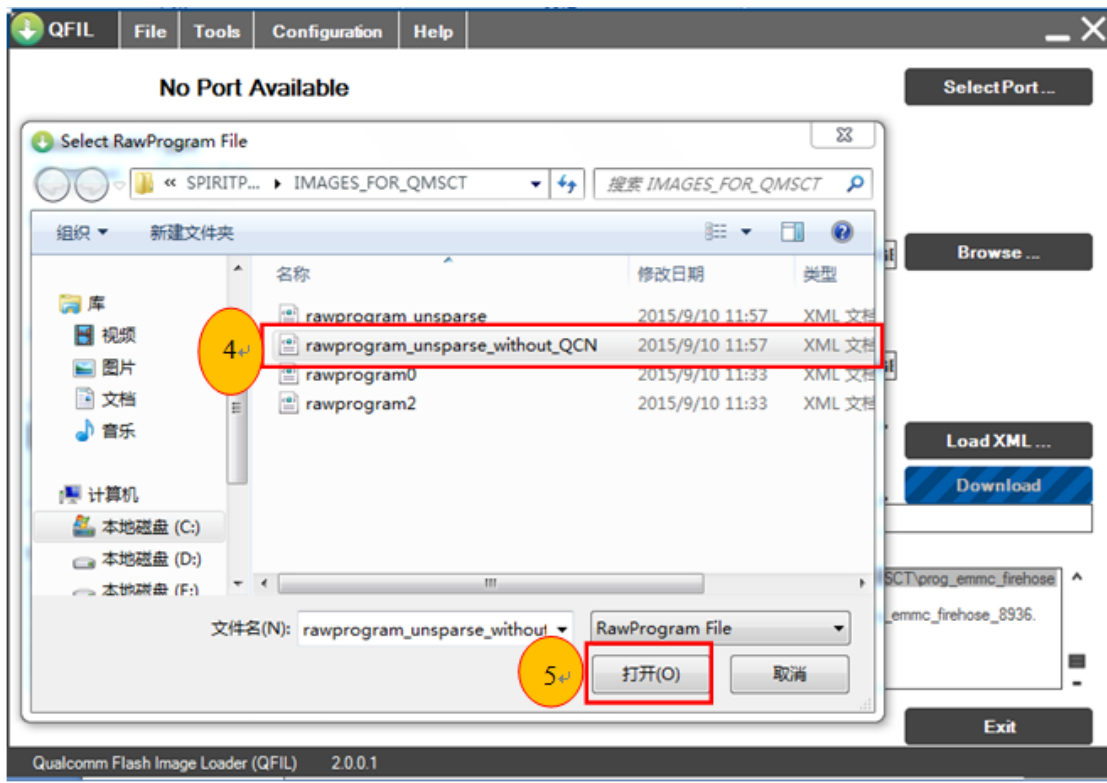 QFIL File Tools Configuration Help
No Port Available
Select Port ...
Select RawProgram File
« SPIRITP... ▸ IMAGES_FOR_QMSCT
搜索 IMAGES_FOR_QMSCT
组织 新建文件夹
Browse ...
名称 修改日期 类型
库
视频
图片
文档
音乐
计算机
本地磁盘 (C:)
本地磁盘 (D:)
本地磁盘 (E:)
rawprogram_unsparse 2015/9/10 11:57 XML 文档
4
rawprogram_unsparse_without_QCN 2015/9/10 11:57 XML 文档
rawprogram0 2015/9/10 11:33 XML 文档
rawprogram2 2015/9/10 11:33 XML 文档
Load XML ...
Download
SCT\prog_emmc_firehose
_emmc_firehose_8936.
文件名(N): rawprogram_unsparse_without RawProgram File
5
打开(O) 取消
Exit
Qualcomm Flash Image Loader (QFIL) 2.0.0.1